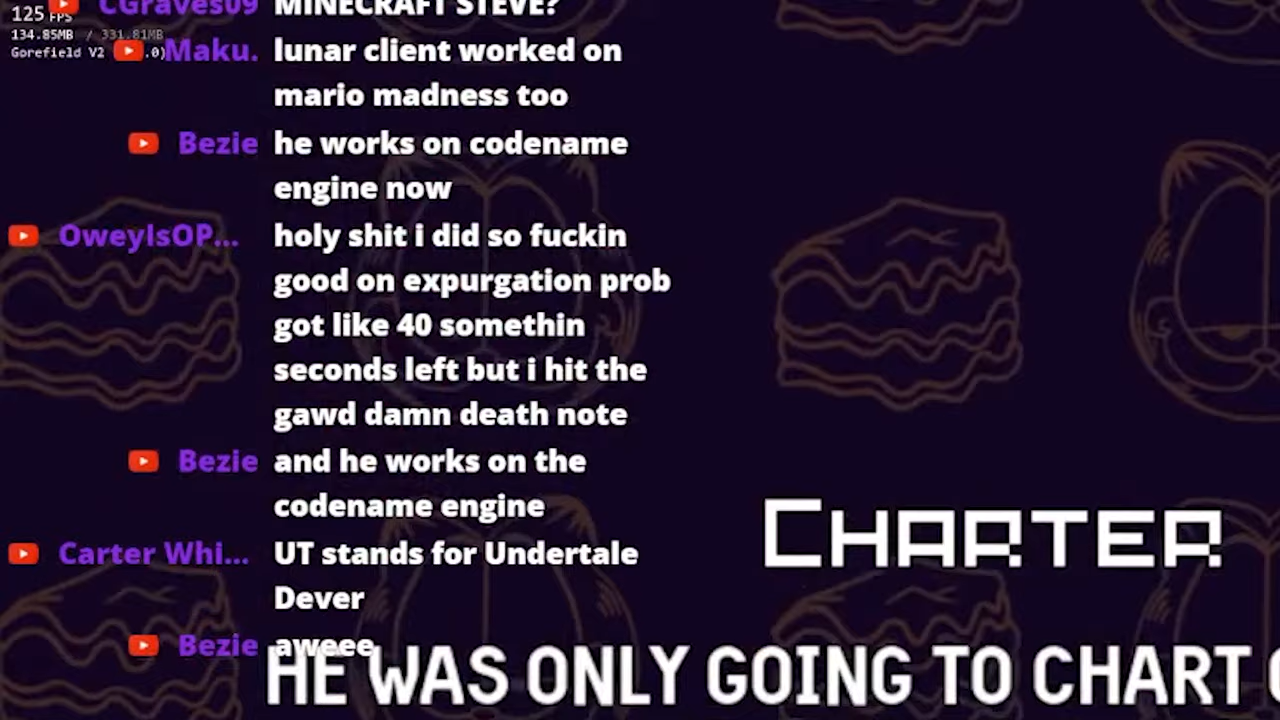 125 FPS
CGraves09 MINECRAFT STEVE?
134.85MB / 331.81MB
Gorefield V2 .0)
Maku. lunar client worked on
mario madness too
Bezie he works on codename
engine now
OweyIsOP... holy shit i did so fuckin
good on expurgation prob
got like 40 somethin
seconds left but i hit the
gawd damn death note
Bezie and he works on the
codename engine
CHARTER
Carter Whi... UT stands for Undertale
Dever
Bezie aweee
HE WAS ONLY GOING TO CHART